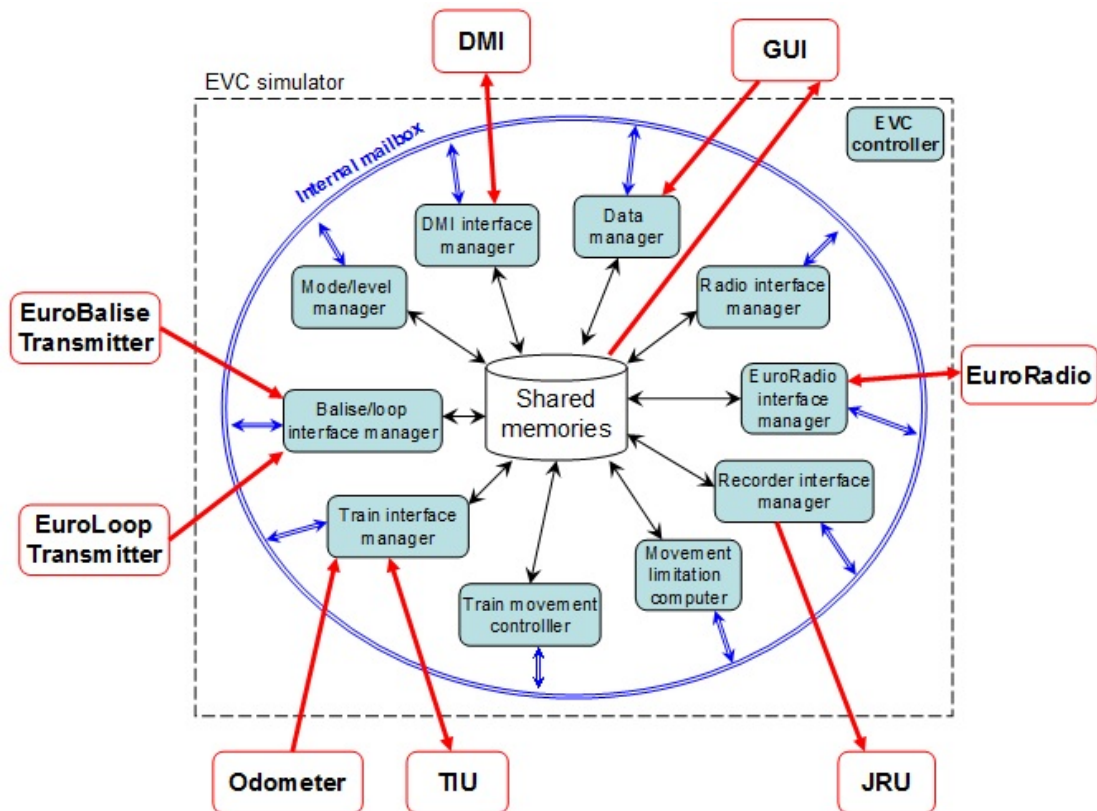 DMI
GUI
EVC simulator
EVC
controller
Internal mailbox
DMI interface
manager
Data
manager
Mode/level
manager
Radio interface
manager
EuroBalise
Transmitter
EuroRadio
interface
manager
EuroRadio
Shared
memories
Balise/loop
interface manager
Recorder interface
manager
EuroLoop
Transmitter
Train interface
manager
Movement
limitation
computer
Train movement
controlller
Odometer
TIU
JRU